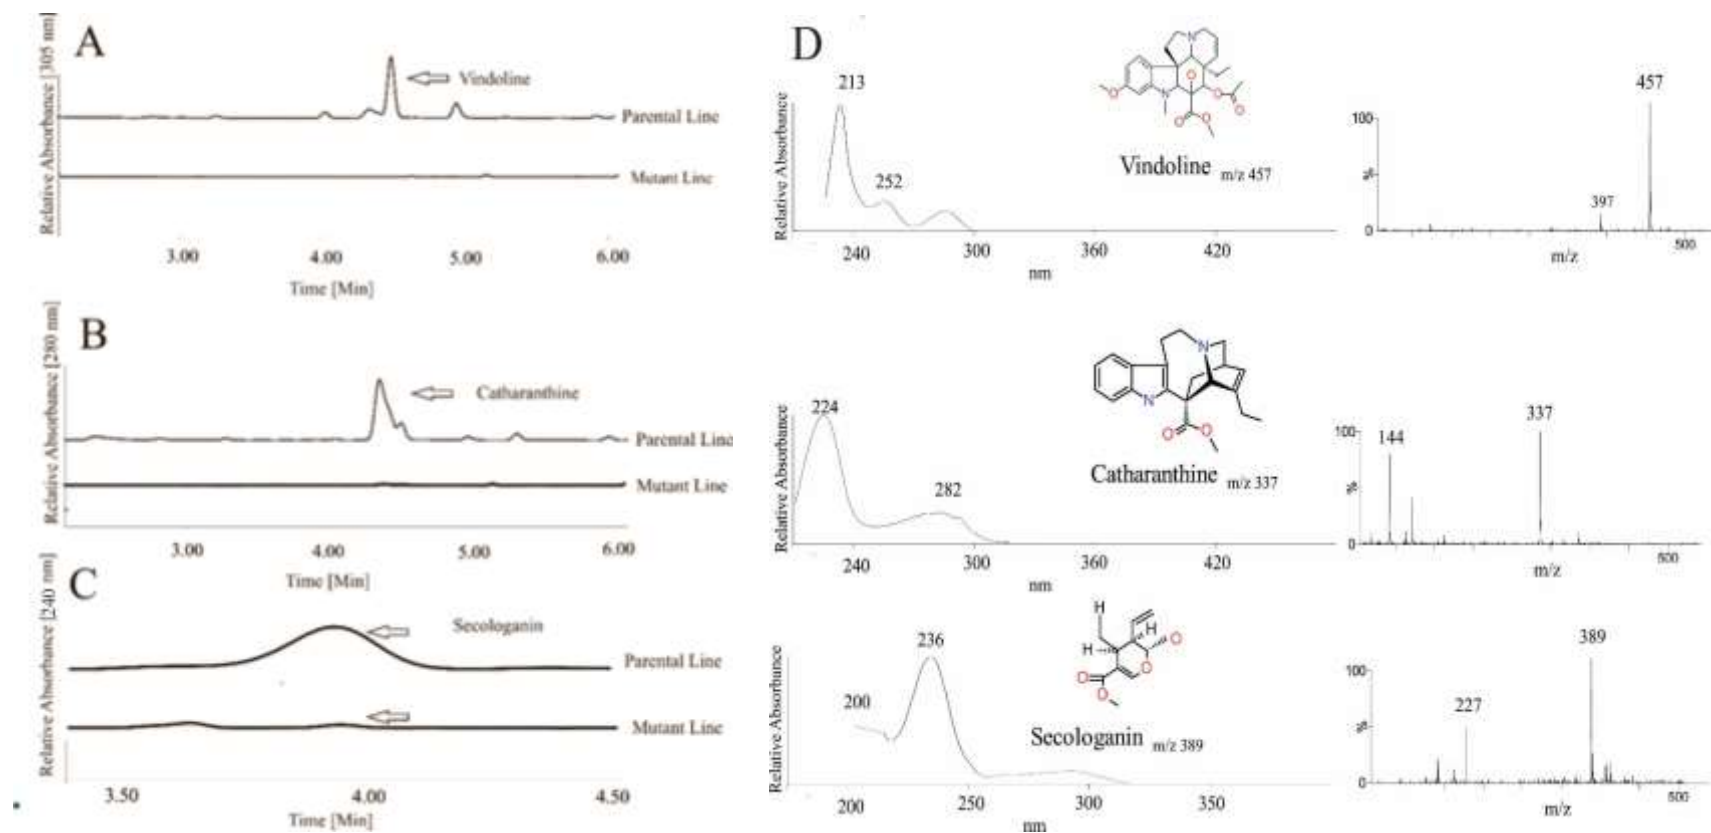 A
Relative Absorbance [305 nm]
Vindoline
Parental Line
Mutant Line
3.00 4.00 5.00 6.00
Time [Min]
B
Relative Absorbance [280 nm]
Catharanthine
Parental Line
Mutant Line
3.00 4.00 5.00 6.00
Time [Min]
C
Relative Absorbance [240 nm]
Secologanin
Parental Line
Mutant Line
3.50 4.00 4.50
Time [Min]
D
Relative Absorbance
213
252
240 300 360 420
nm
N
O
O
N
O
O
O
O
Vindoline m/z 457
100
%
0
397
457
500
m/z
Relative Absorbance
224
282
240 300 360 420
nm
N
N
O
O
Catharanthine m/z 337
100
%
0
144
337
500
m/z
Relative Absorbance
200
236
200 250 300 350
nm
H
H
H
O
O
O
O
Secologanin m/z 389
100
%
0
227
389
500
m/z